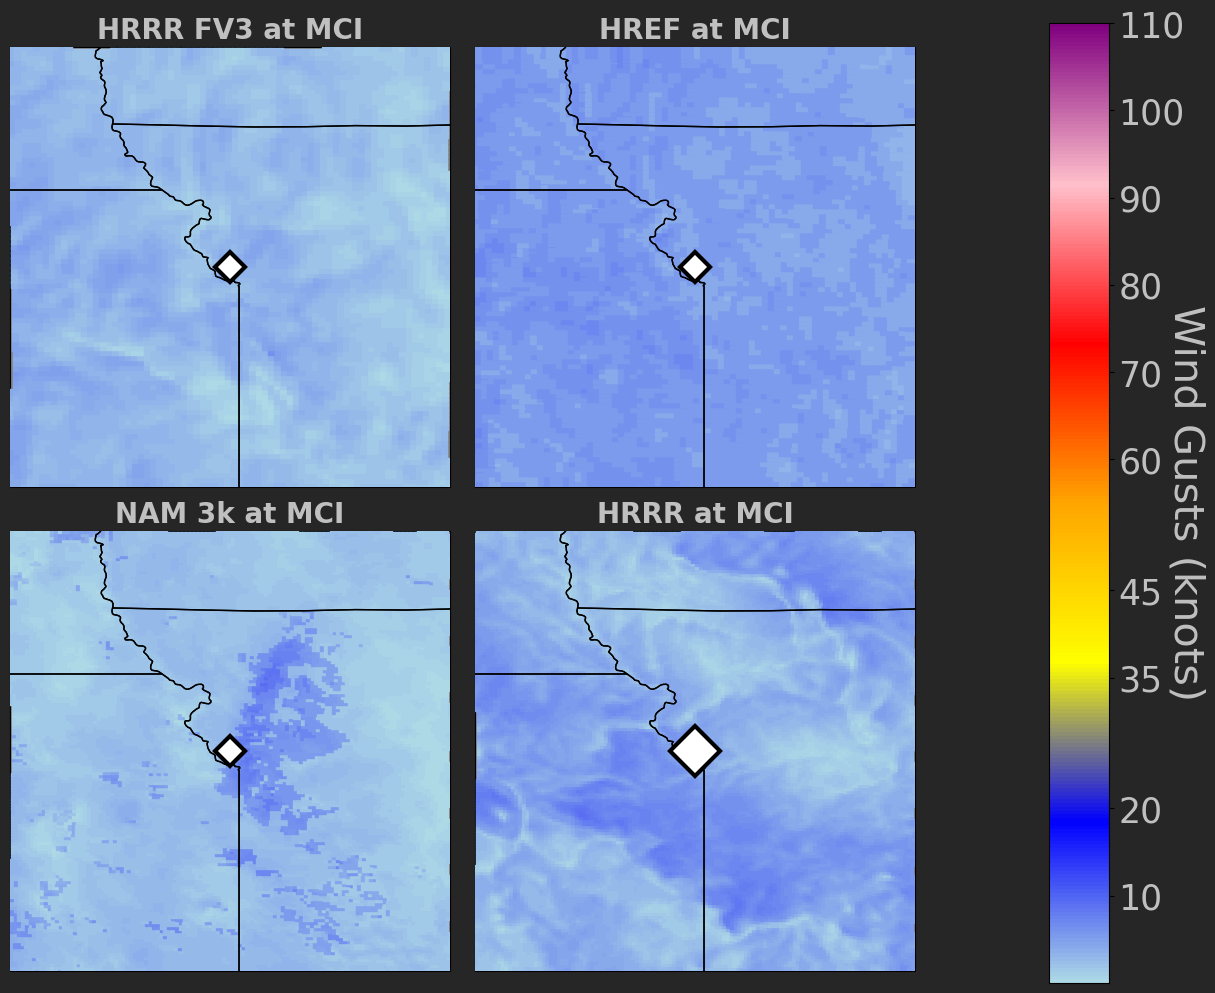 HRRR FV3 at MCI
HREF at MCI
NAM 3k at MCI
HRRR at MCI
110
100
90
80
70
60
45
35
20
10
Wind Gusts (knots)